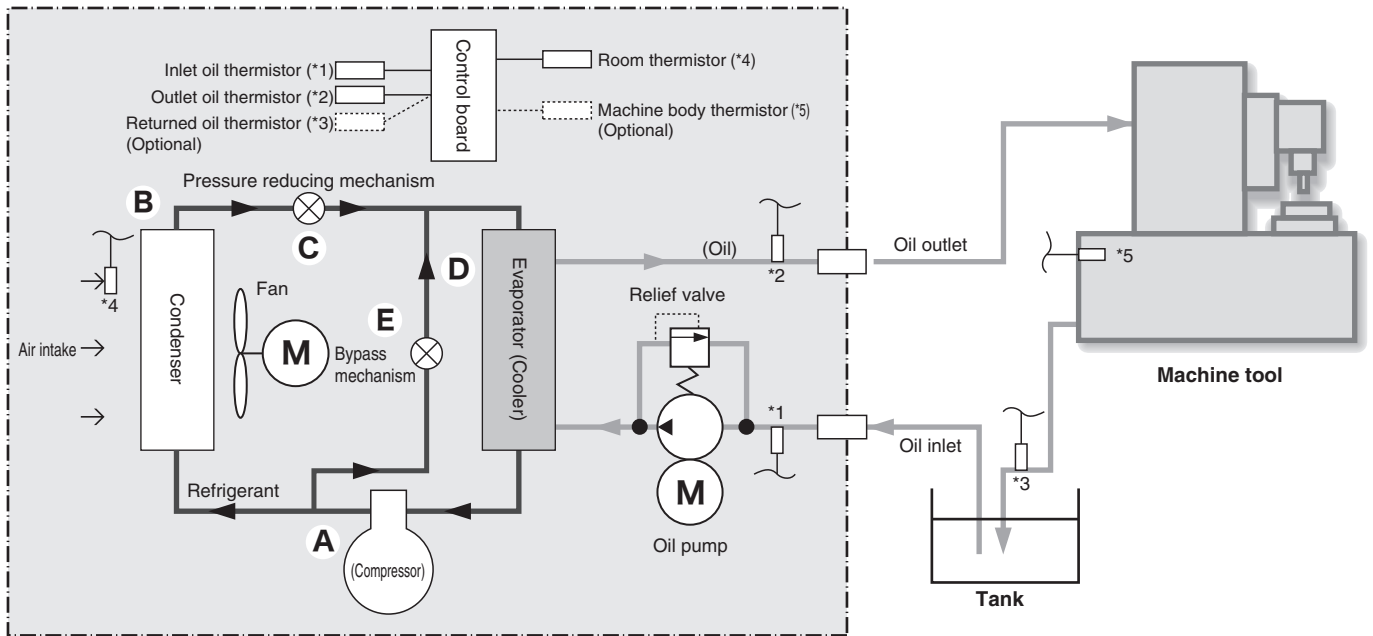 Inlet oil thermistor (*1)
Outlet oil thermistor (*2)
Returned oil thermistor (*3)
(Optional)
Control board
Room thermistor (*4)
Machine body thermistor (*5)
(Optional)
Pressure reducing mechanism
B
C
D
E
A
*4
Air intake
Condenser
Fan
M
Bypass
mechanism
Evaporator (Cooler)
Refrigerant
(Compressor)
(Oil)
*2
Oil outlet
Relief valve
*1
Oil inlet
M
Oil pump
*5
Machine tool
*3
Tank